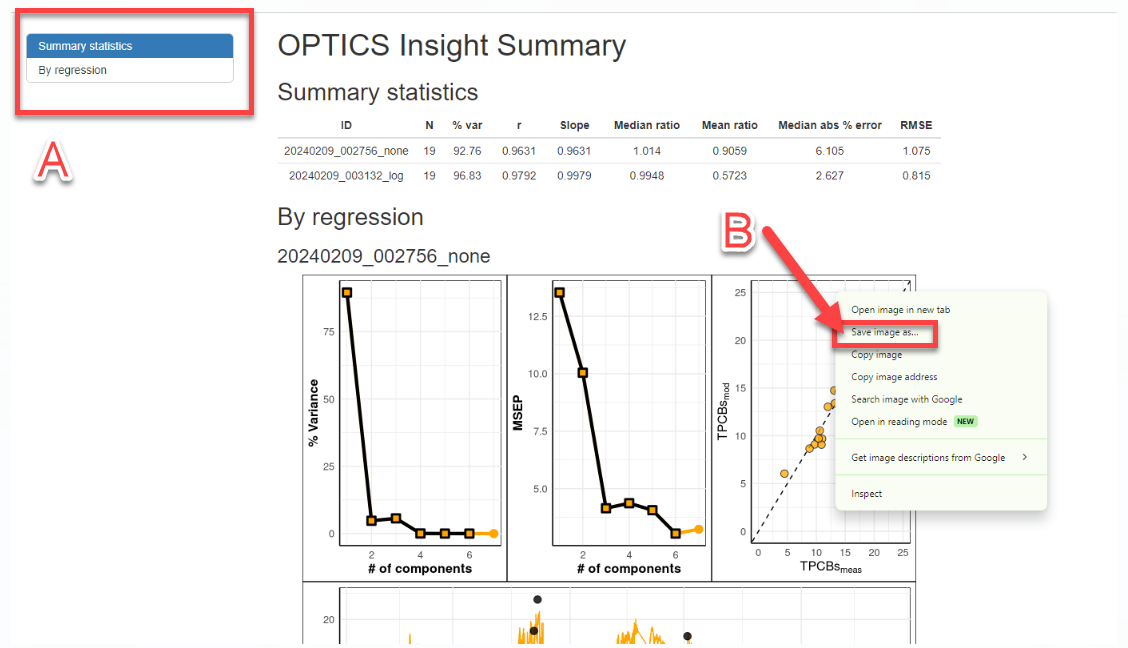 Summary statistics
By regression
A
OPTICS Insight Summary
Summary statistics
ID N % var r Slope Median ratio Mean ratio Median abs % error RMSE
20240209_002756_none 19 92.76 0.9631 0.9631 1.014 0.9059 6.105 1.075
20240209_003132_log 19 96.83 0.9792 0.9979 0.9948 0.5723 2.627 0.815
By regression
B
20240209_002756_none
% Variance
75
50
25
0
2 4 6
# of components
MSEP
12.5
10.0
7.5
5.0
2 4 6
# of components
TPCBsmod
25
20
15
10
5
0
0 5 10 15 20 25
TPCBsmeas
Open image in new tab
Save image as...
Copy image
Copy image address
Search image with Google
Open in reading mode NEW
Get image descriptions from Google >
Inspect
20